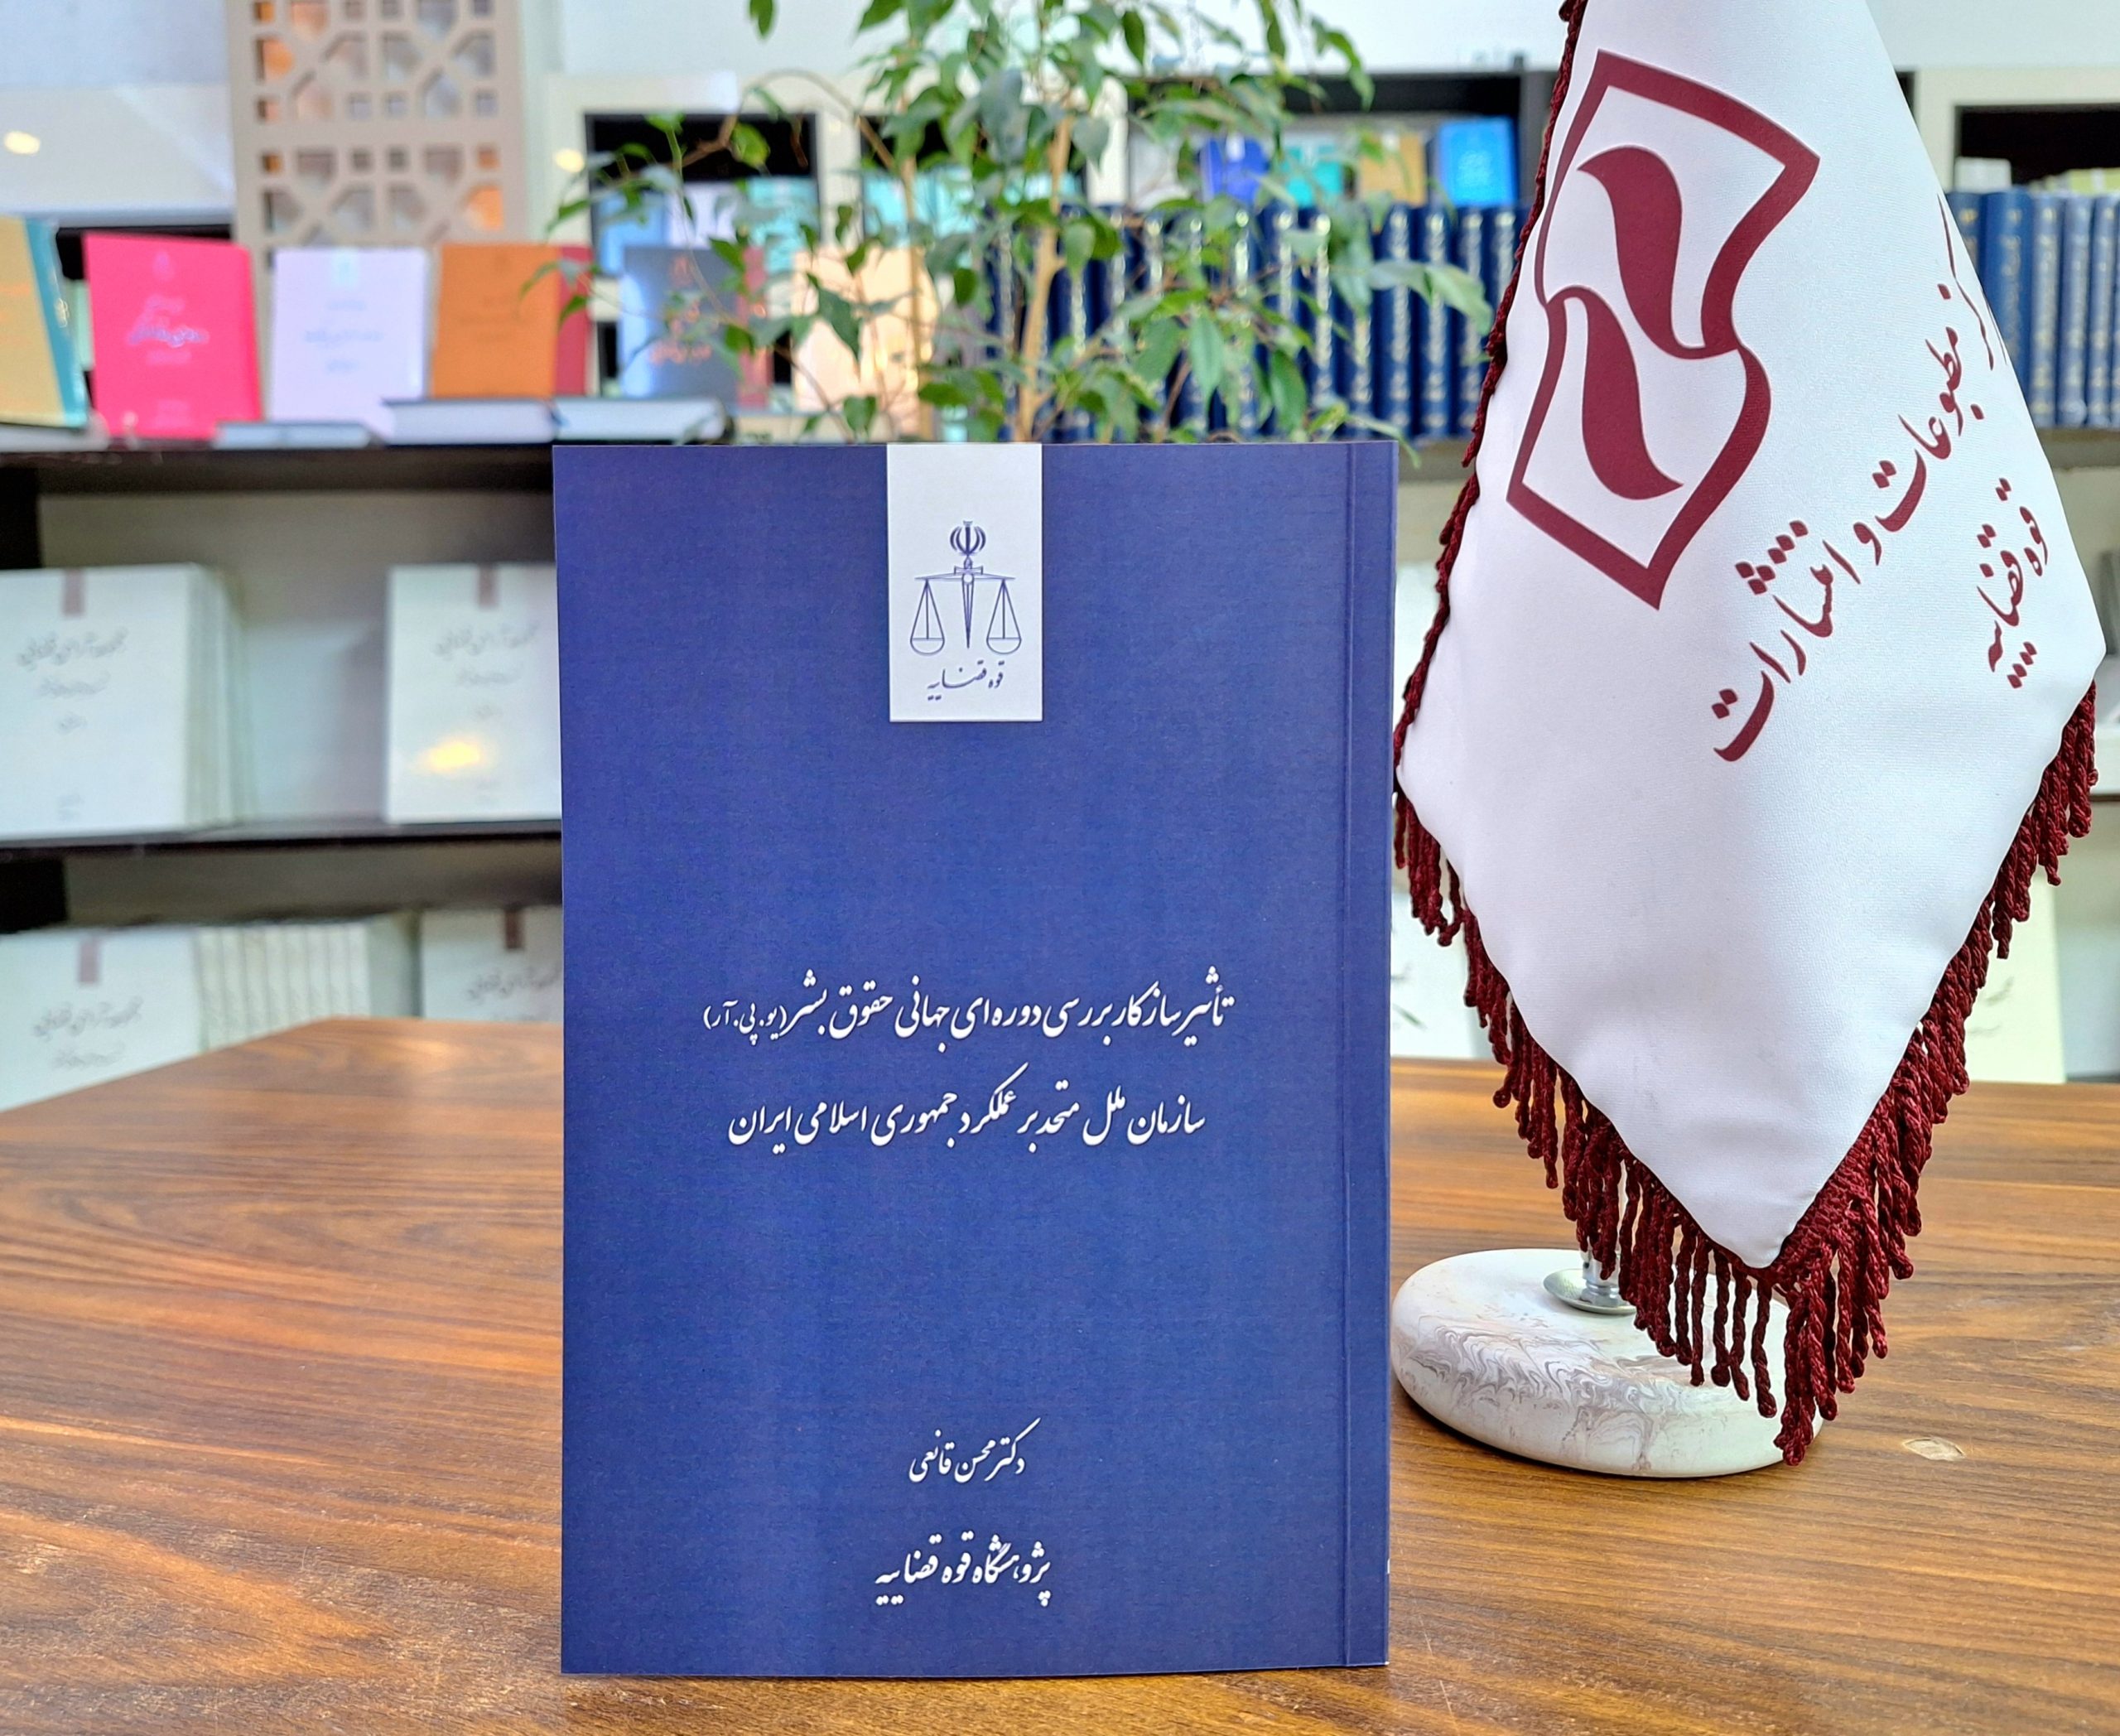 قوه قضاییه
تأثیر سازکار بررسی دوره‌ای جهانی حقوق بشر (یو.پی.آر)
سازمان ملل متحد بر عملکرد جمهوری اسلامی ایران
دکتر محسن قانعی
پژوهشگاه قوه قضاییه
مطبوعات و انتشارات
قوه قضاییه